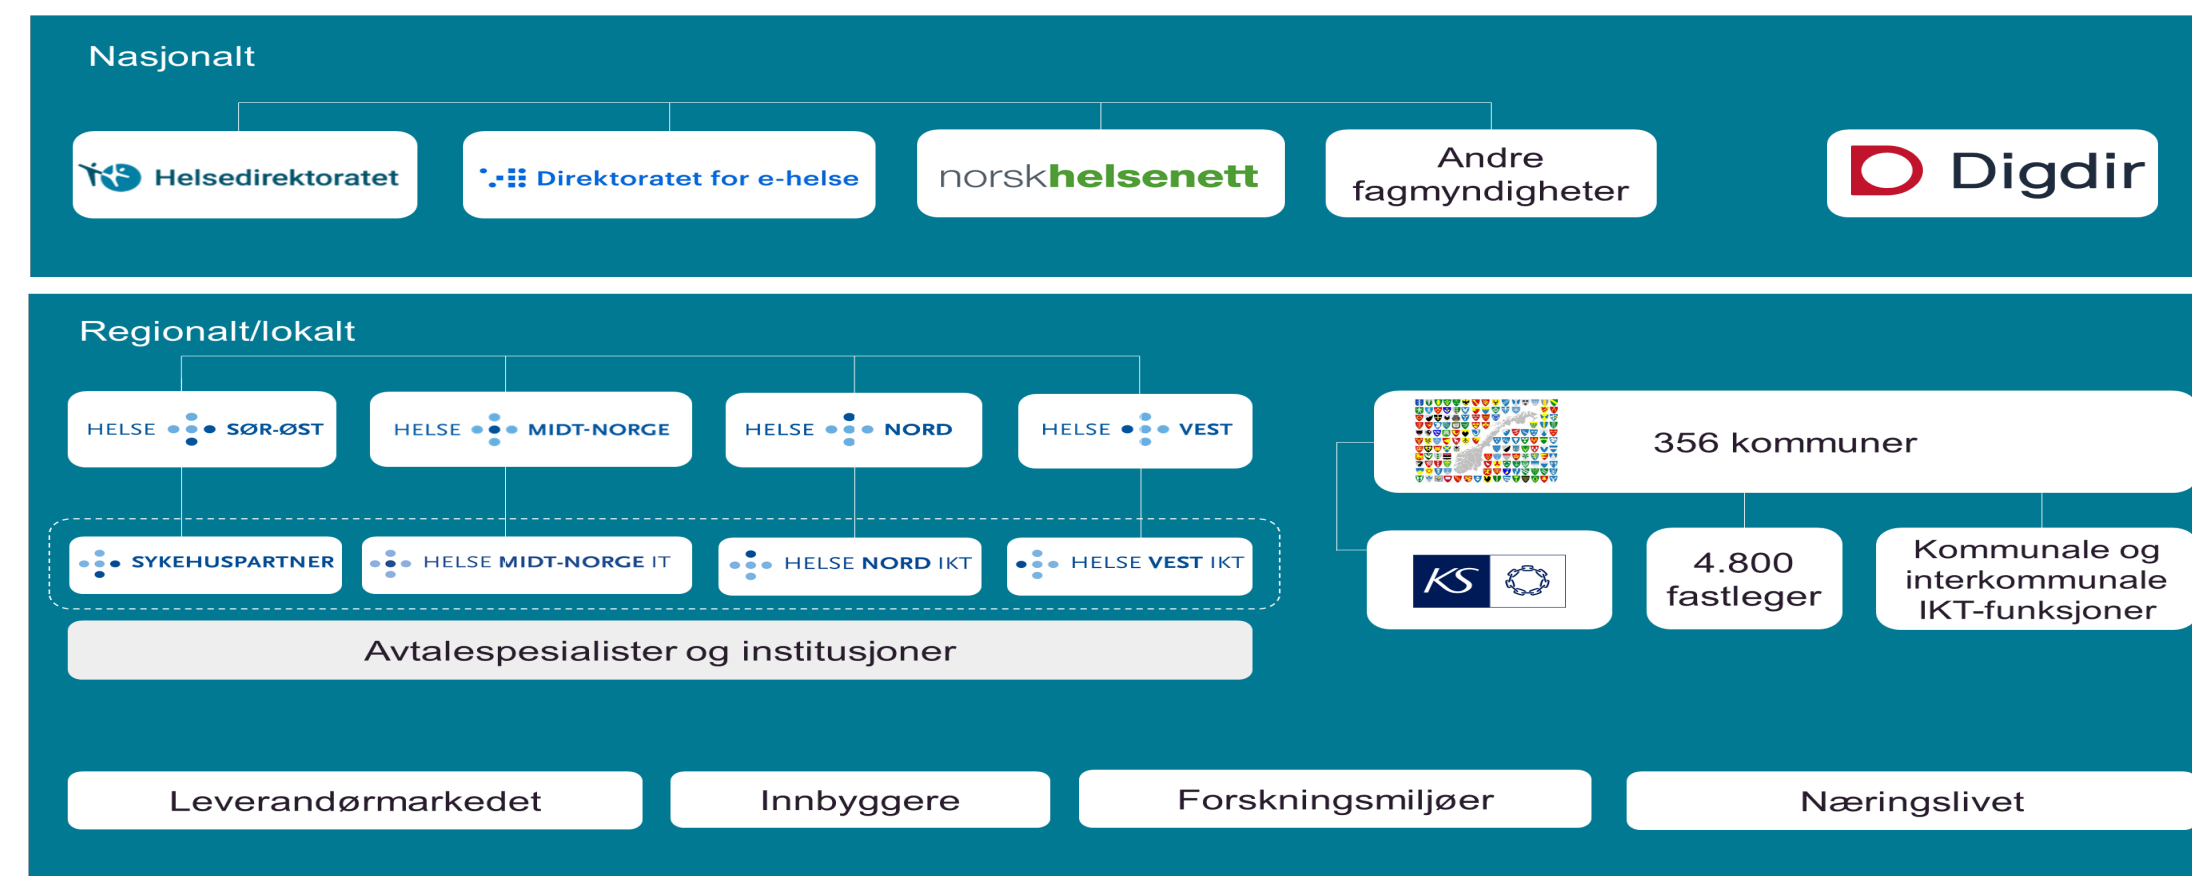 Nasjonalt
Helsedirektoratet
Direktoratet for e-helse
norskhelsenett
Andre
fagmyndigheter
Digdir
Regionalt/lokalt
HELSE SØR-ØST
HELSE MIDT-NORGE
HELSE NORD
HELSE VEST
356 kommuner
SYKEHUSPARTNER
HELSE MIDT-NORGE IT
HELSE NORD IKT
HELSE VEST IKT
KS
4.800
fastleger
Kommunale og
interkommunale
IKT-funksjoner
Avtalespesialister og institusjoner
Leverandørmarkedet
Innbyggere
Forskningsmiljøer
Næringslivet